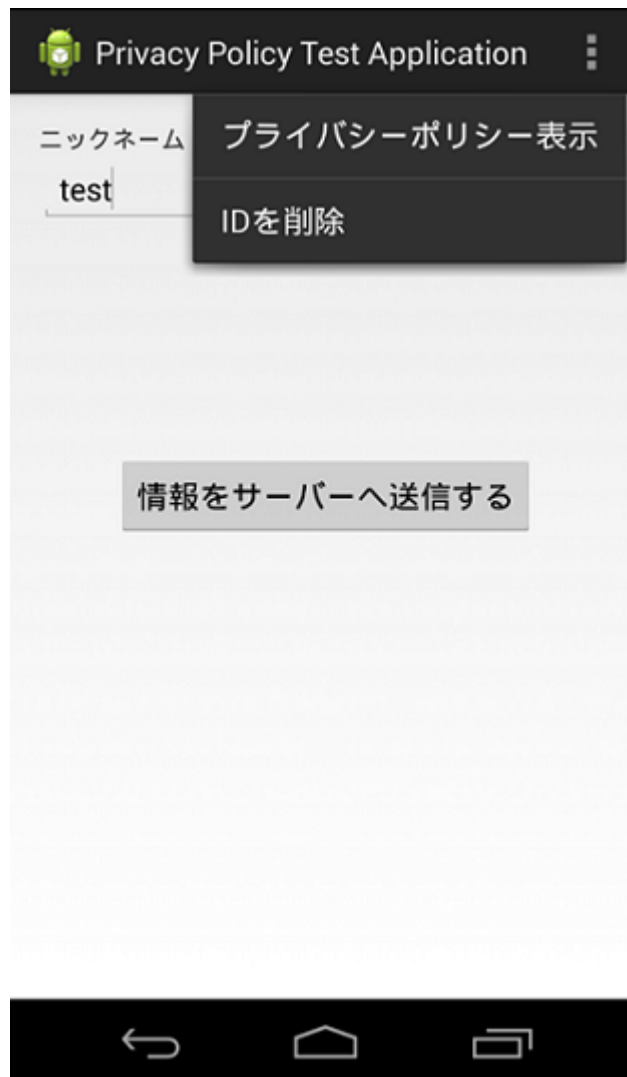 Privacy Policy Test Application
ニックネーム
プライバシーポリシー表示
test
IDを削除
情報をサーバーへ送信する